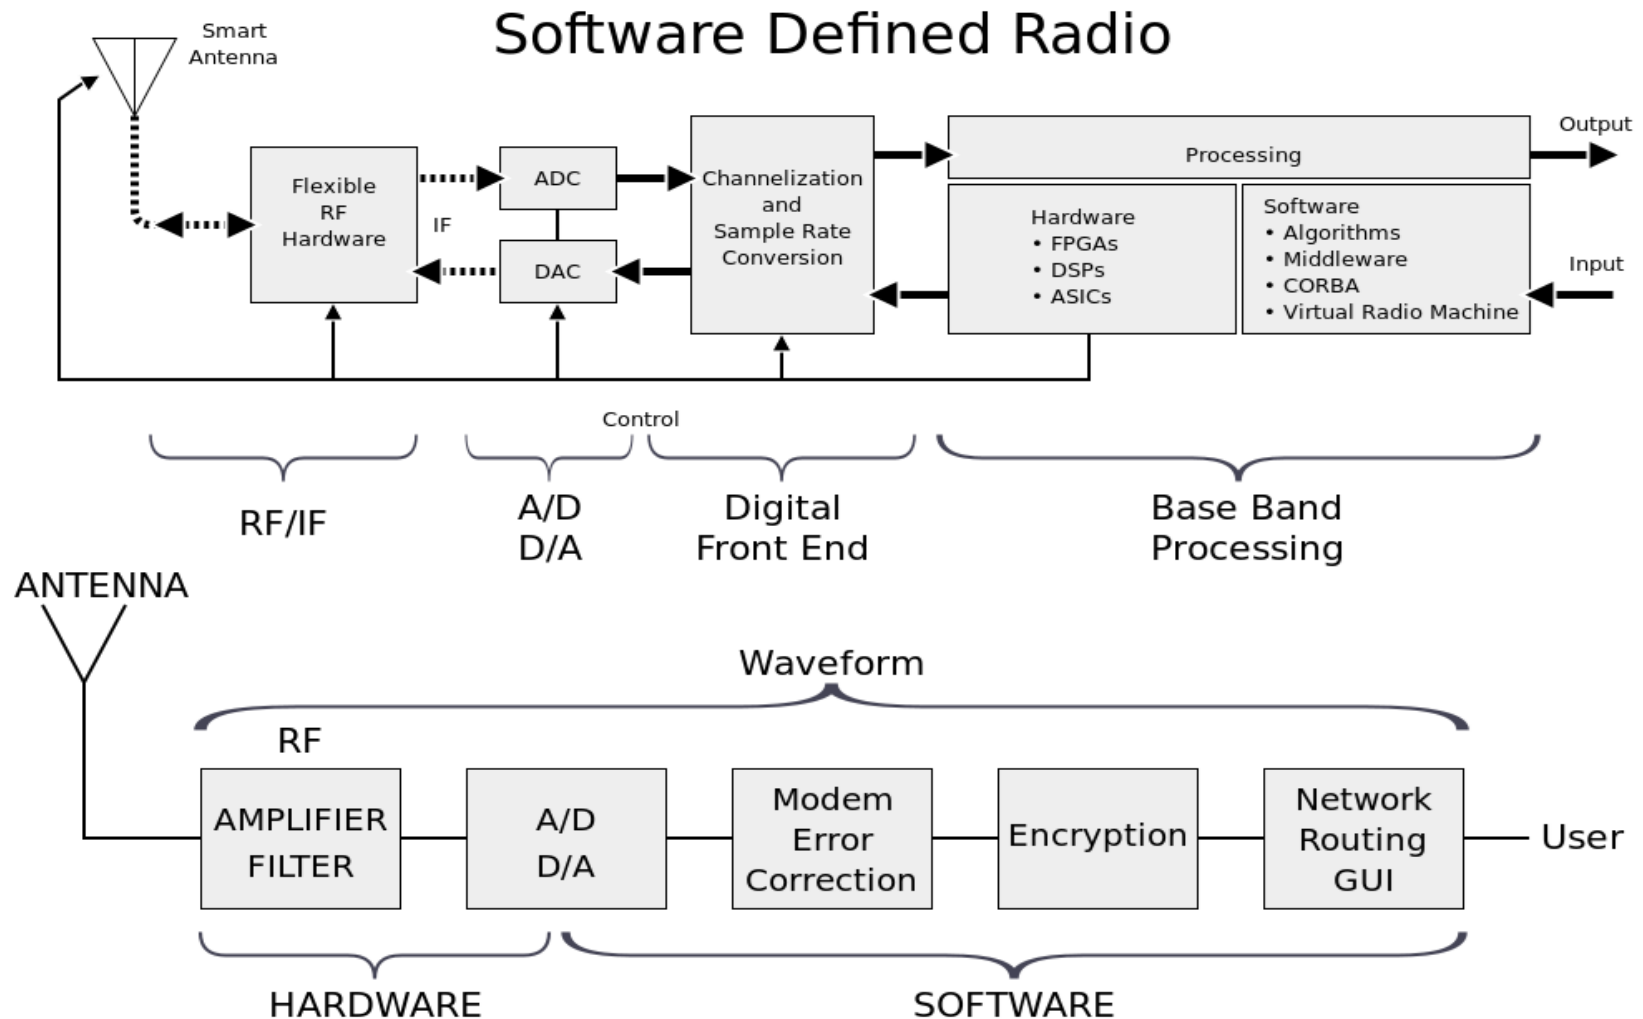 Software Defined Radio
Smart
Antenna
Flexible
RF
Hardware
IF
ADC
DAC
Channelization
and
Sample Rate
Conversion
Processing
Hardware
• FPGAs
• DSPs
• ASICs
Software
• Algorithms
• Middleware
• CORBA
• Virtual Radio Machine
Output
Input
Control
RF/IF
A/D
D/A
Digital
Front End
Base Band
Processing
ANTENNA
Waveform
RF
AMPLIFIER
FILTER
A/D
D/A
Modem
Error
Correction
Encryption
Network
Routing
GUI
User
HARDWARE
SOFTWARE